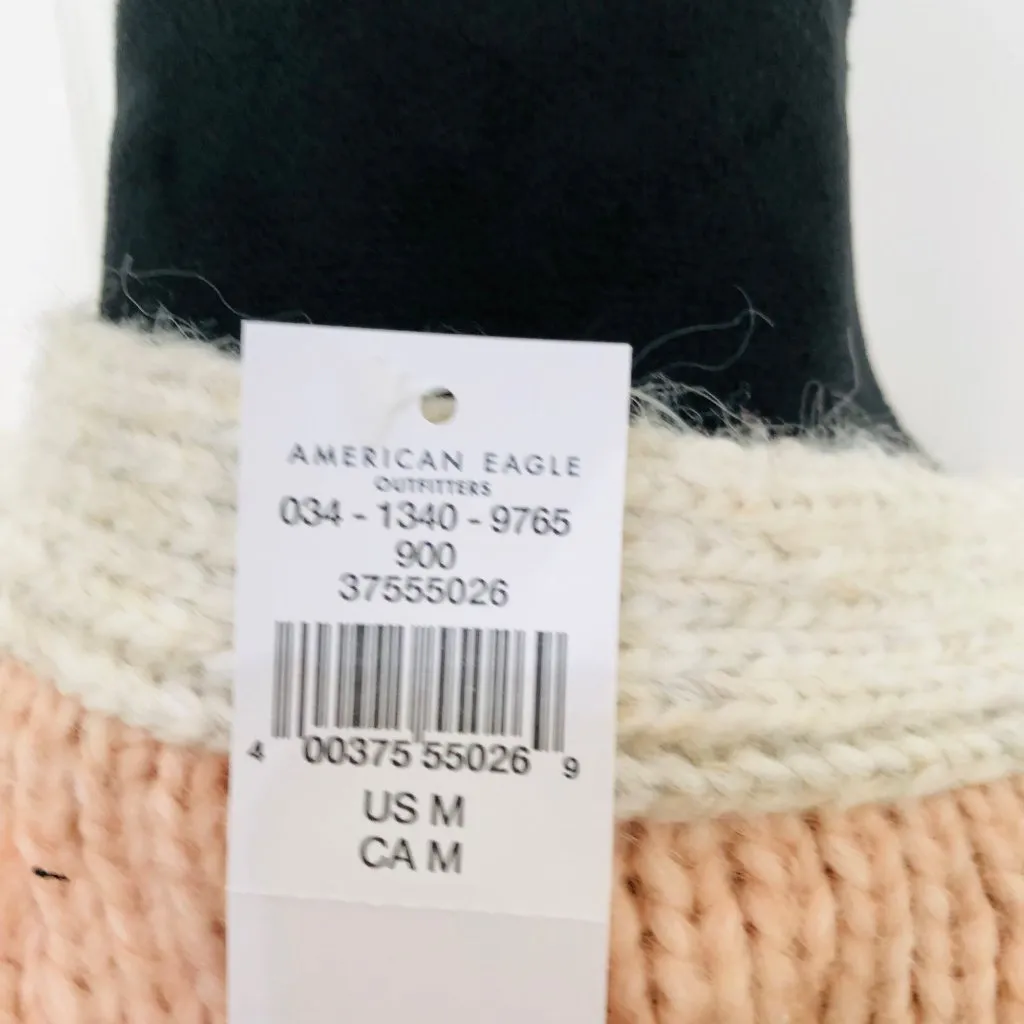 AMERICAN EAGLE
OUTFITTERS
034 - 1340 - 9765
900
37555026
4 00375 55026 9
US M
CA M